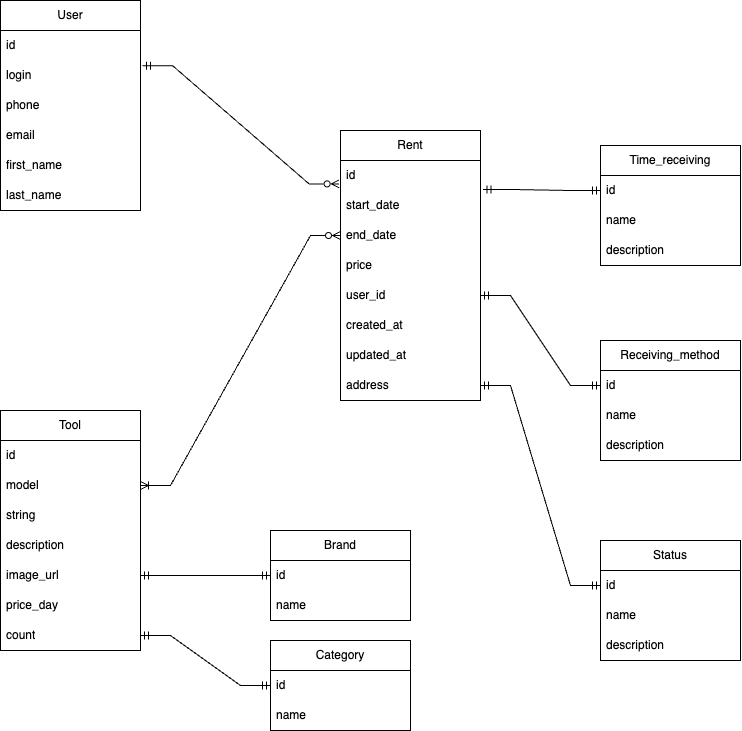 User
id
login
phone
email
first_name
last_name
Rent
id
start_date
end_date
price
user_id
created_at
updated_at
address
Time_receiving
id
name
description
Receiving_method
id
name
description
Tool
id
model
string
description
image_url
price_day
count
Brand
id
name
Category
id
name
Status
id
name
description